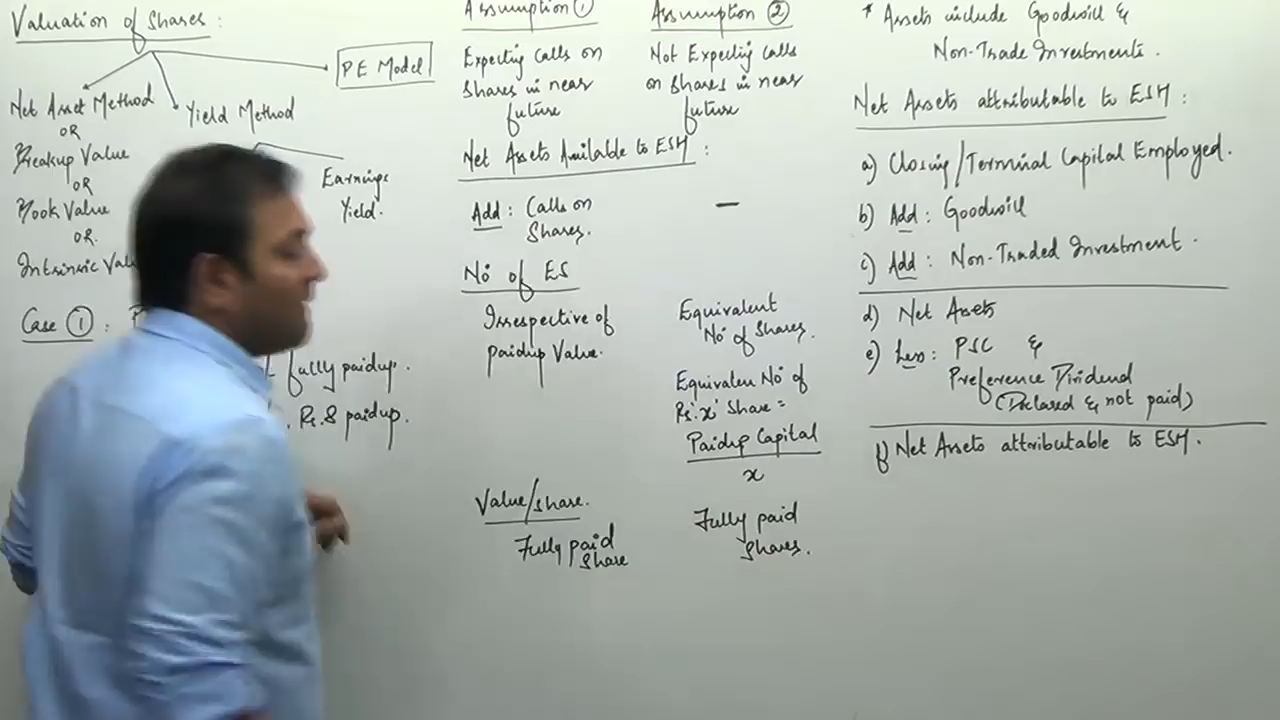 Valuation of Shares :
PE Model
Net Asset Method
OR
Breakup Value
OR
Book Value
OR.
Intrinsic
Yield Method
Earnings
Yield.
Case ① :
fully paidup.
Rs.8 paidup.
Assumption ①
Expecting Calls on
Shares in near
future
Assumption ②
Not Expecting Calls
on Shares in near
future
Net Assets Available to ESH :
Add : Calls on
Shares.
—
No of ES
Irrespective of
paidup Value.
Equivalent
No of Shares.
Equivalen No of
Rs.'x' Share =
Paidup Capital
x
Value/share.
Fully paid
Share
Fully paid
Shares.
* Assets include Goodwill &
Non-Trade Investments.
Net Assets attributable to ESH :
a) Closing/Terminal Capital Employed.
b) Add : Goodwill
c) Add : Non-Traded Investment.
d) Net Assets
e) Less : PSC &
Preference Dividend
(Declared & not paid)
f) Net Assets attributable to ESH.